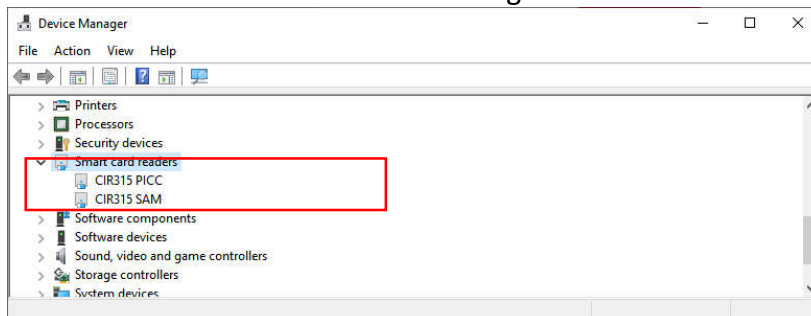 Device Manager
File Action View Help
Printers
Processors
Security devices
Smart card readers
CIR315 PICC
CIR315 SAM
Software components
Software devices
Sound, video and game controllers
Storage controllers
System devices